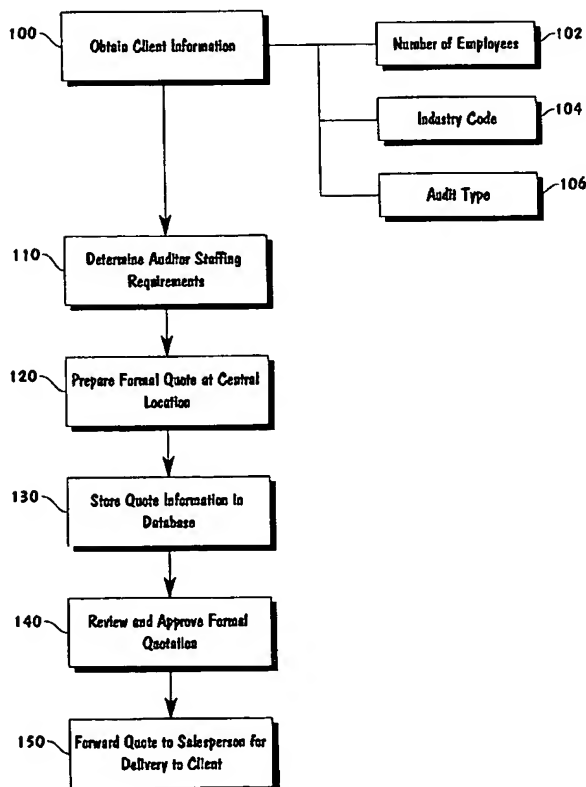 100
Obtain Client Information
Number of Employees
102
Industry Code
104
Audit Type
106
110
Determine Auditor Staffing
Requirements
120
Prepare Formal Quote at Central
Location
130
Store Quote Information In
Database
140
Review and Approve Formal
Quotation
150
Forward Quote to Salesperson for
Delivery to Client